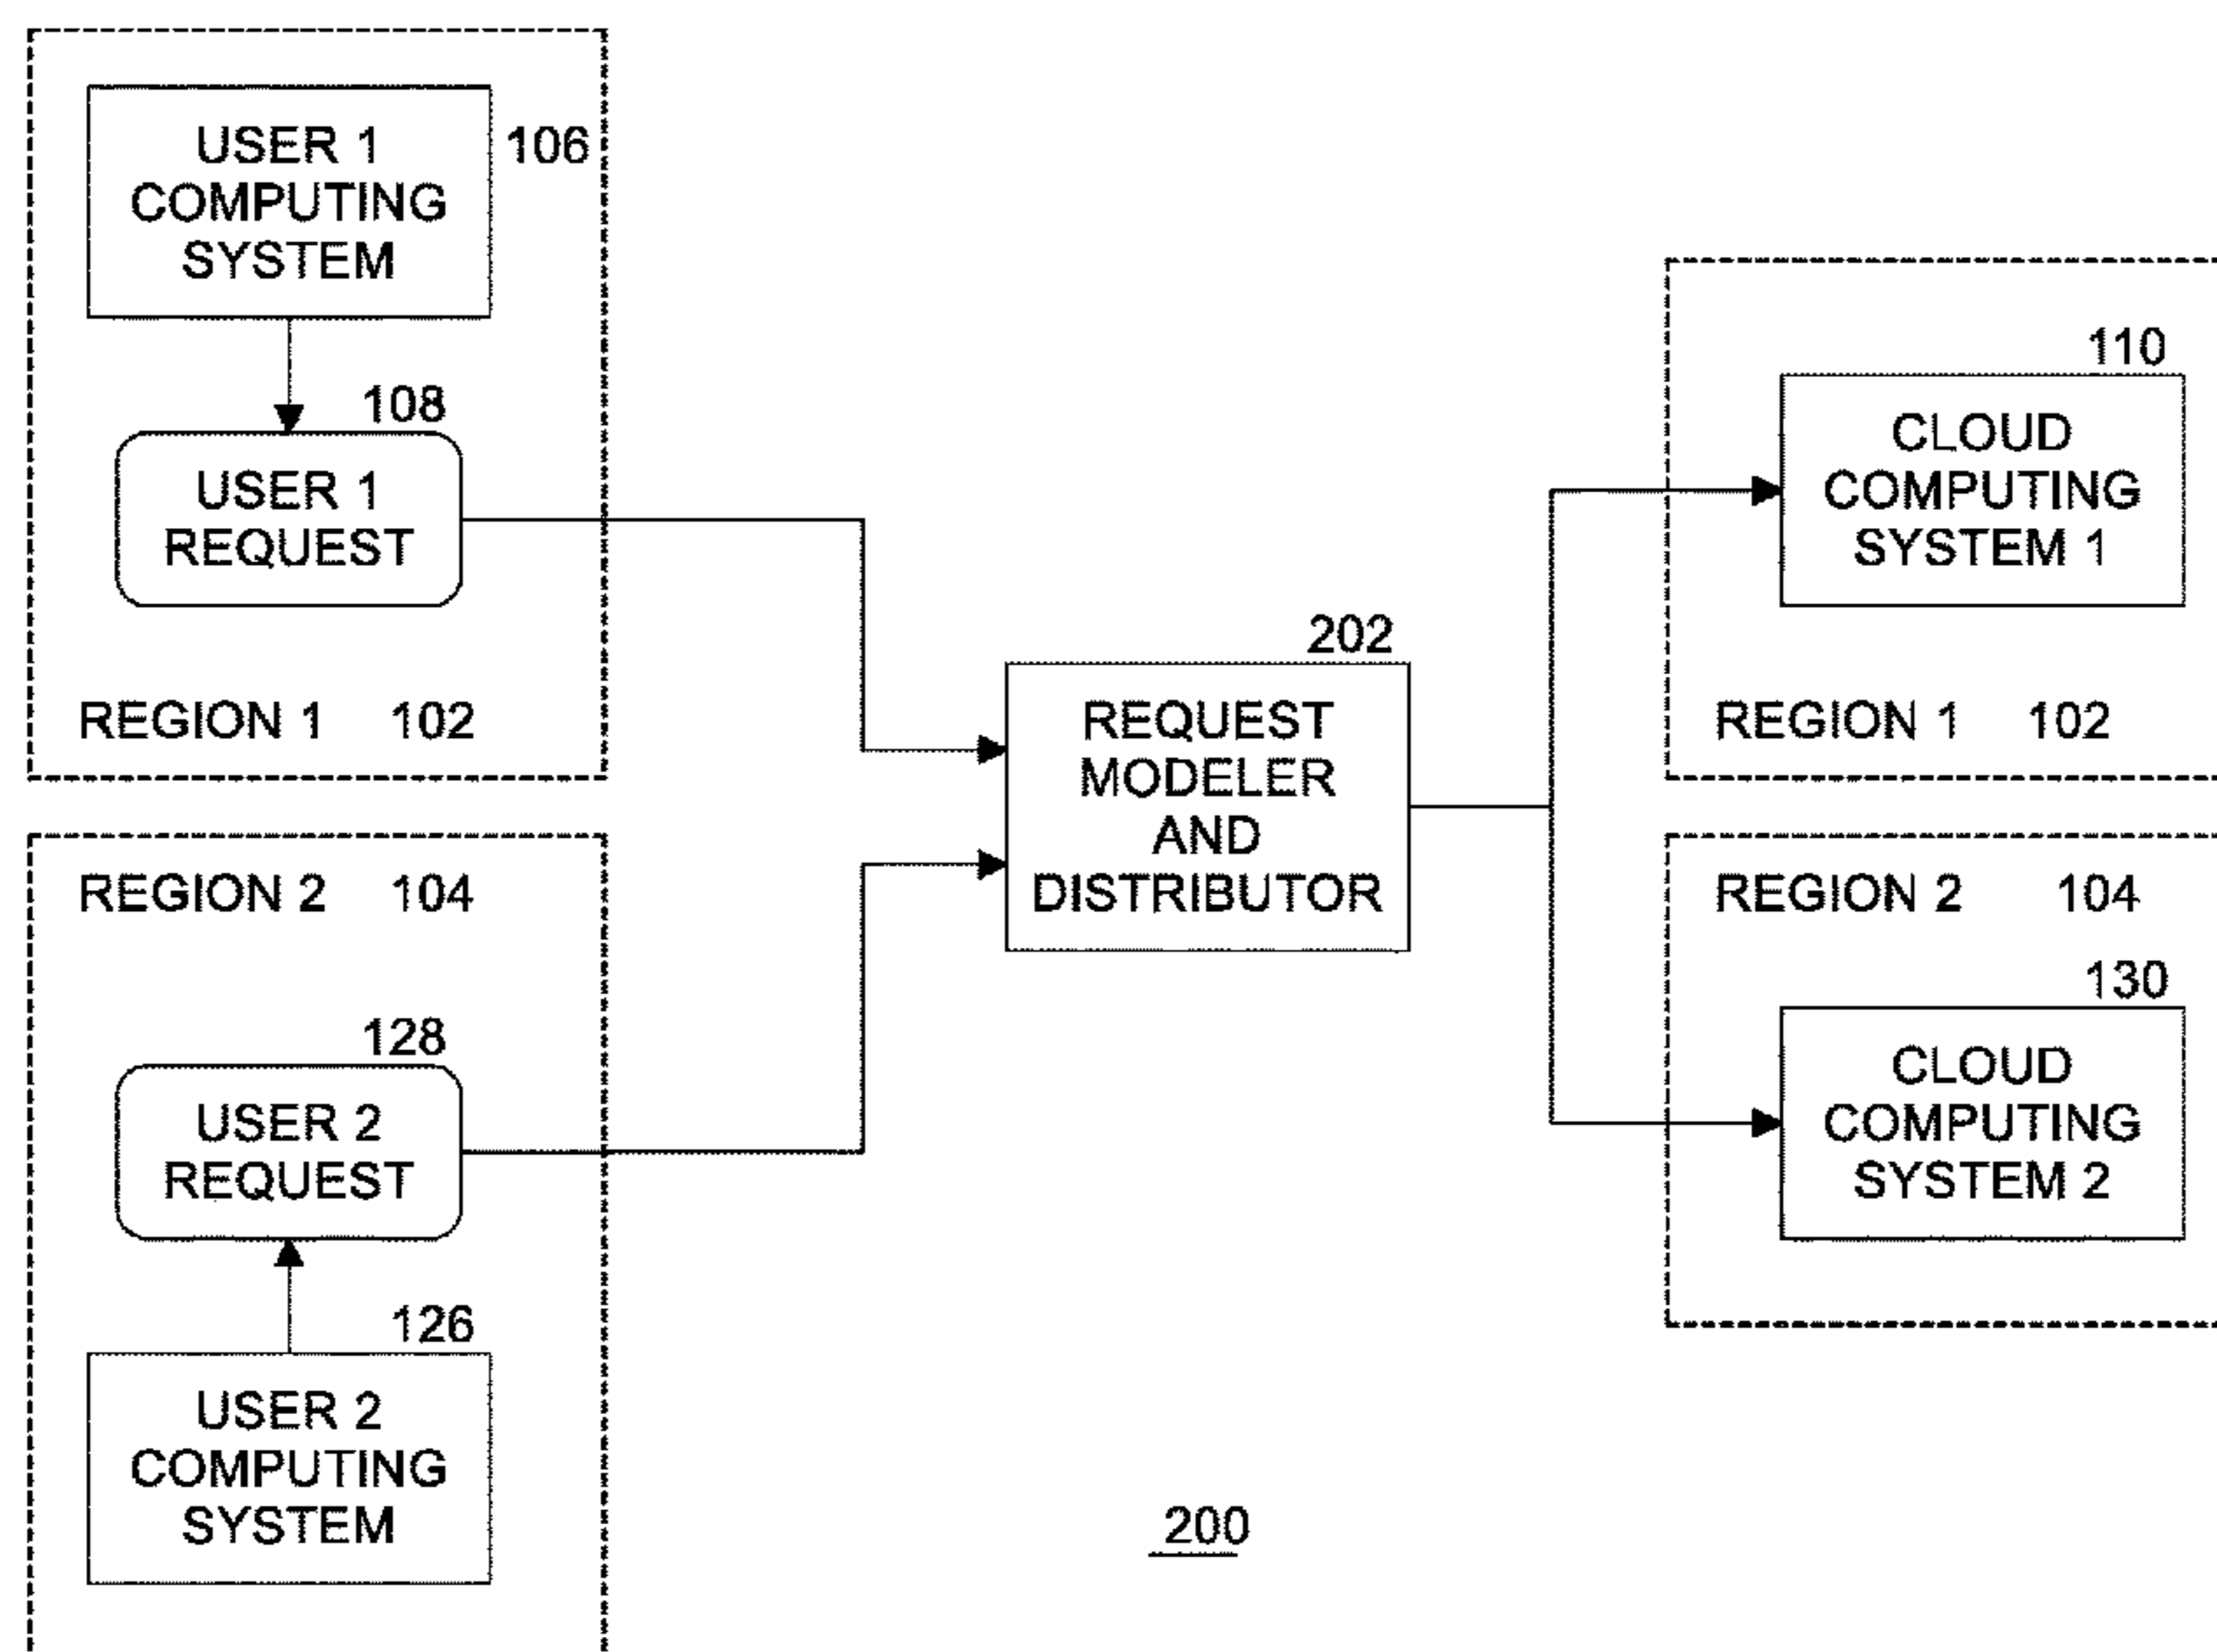 USER 1
COMPUTING
SYSTEM
106
108
USER 1
REQUEST
REGION 1 102
REGION 2 104
128
USER 2
REQUEST
126
USER 2
COMPUTING
SYSTEM
202
REQUEST
MODELER
AND
DISTRIBUTOR
200
110
CLOUD
COMPUTING
SYSTEM 1
REGION 1 102
REGION 2 104
130
CLOUD
COMPUTING
SYSTEM 2